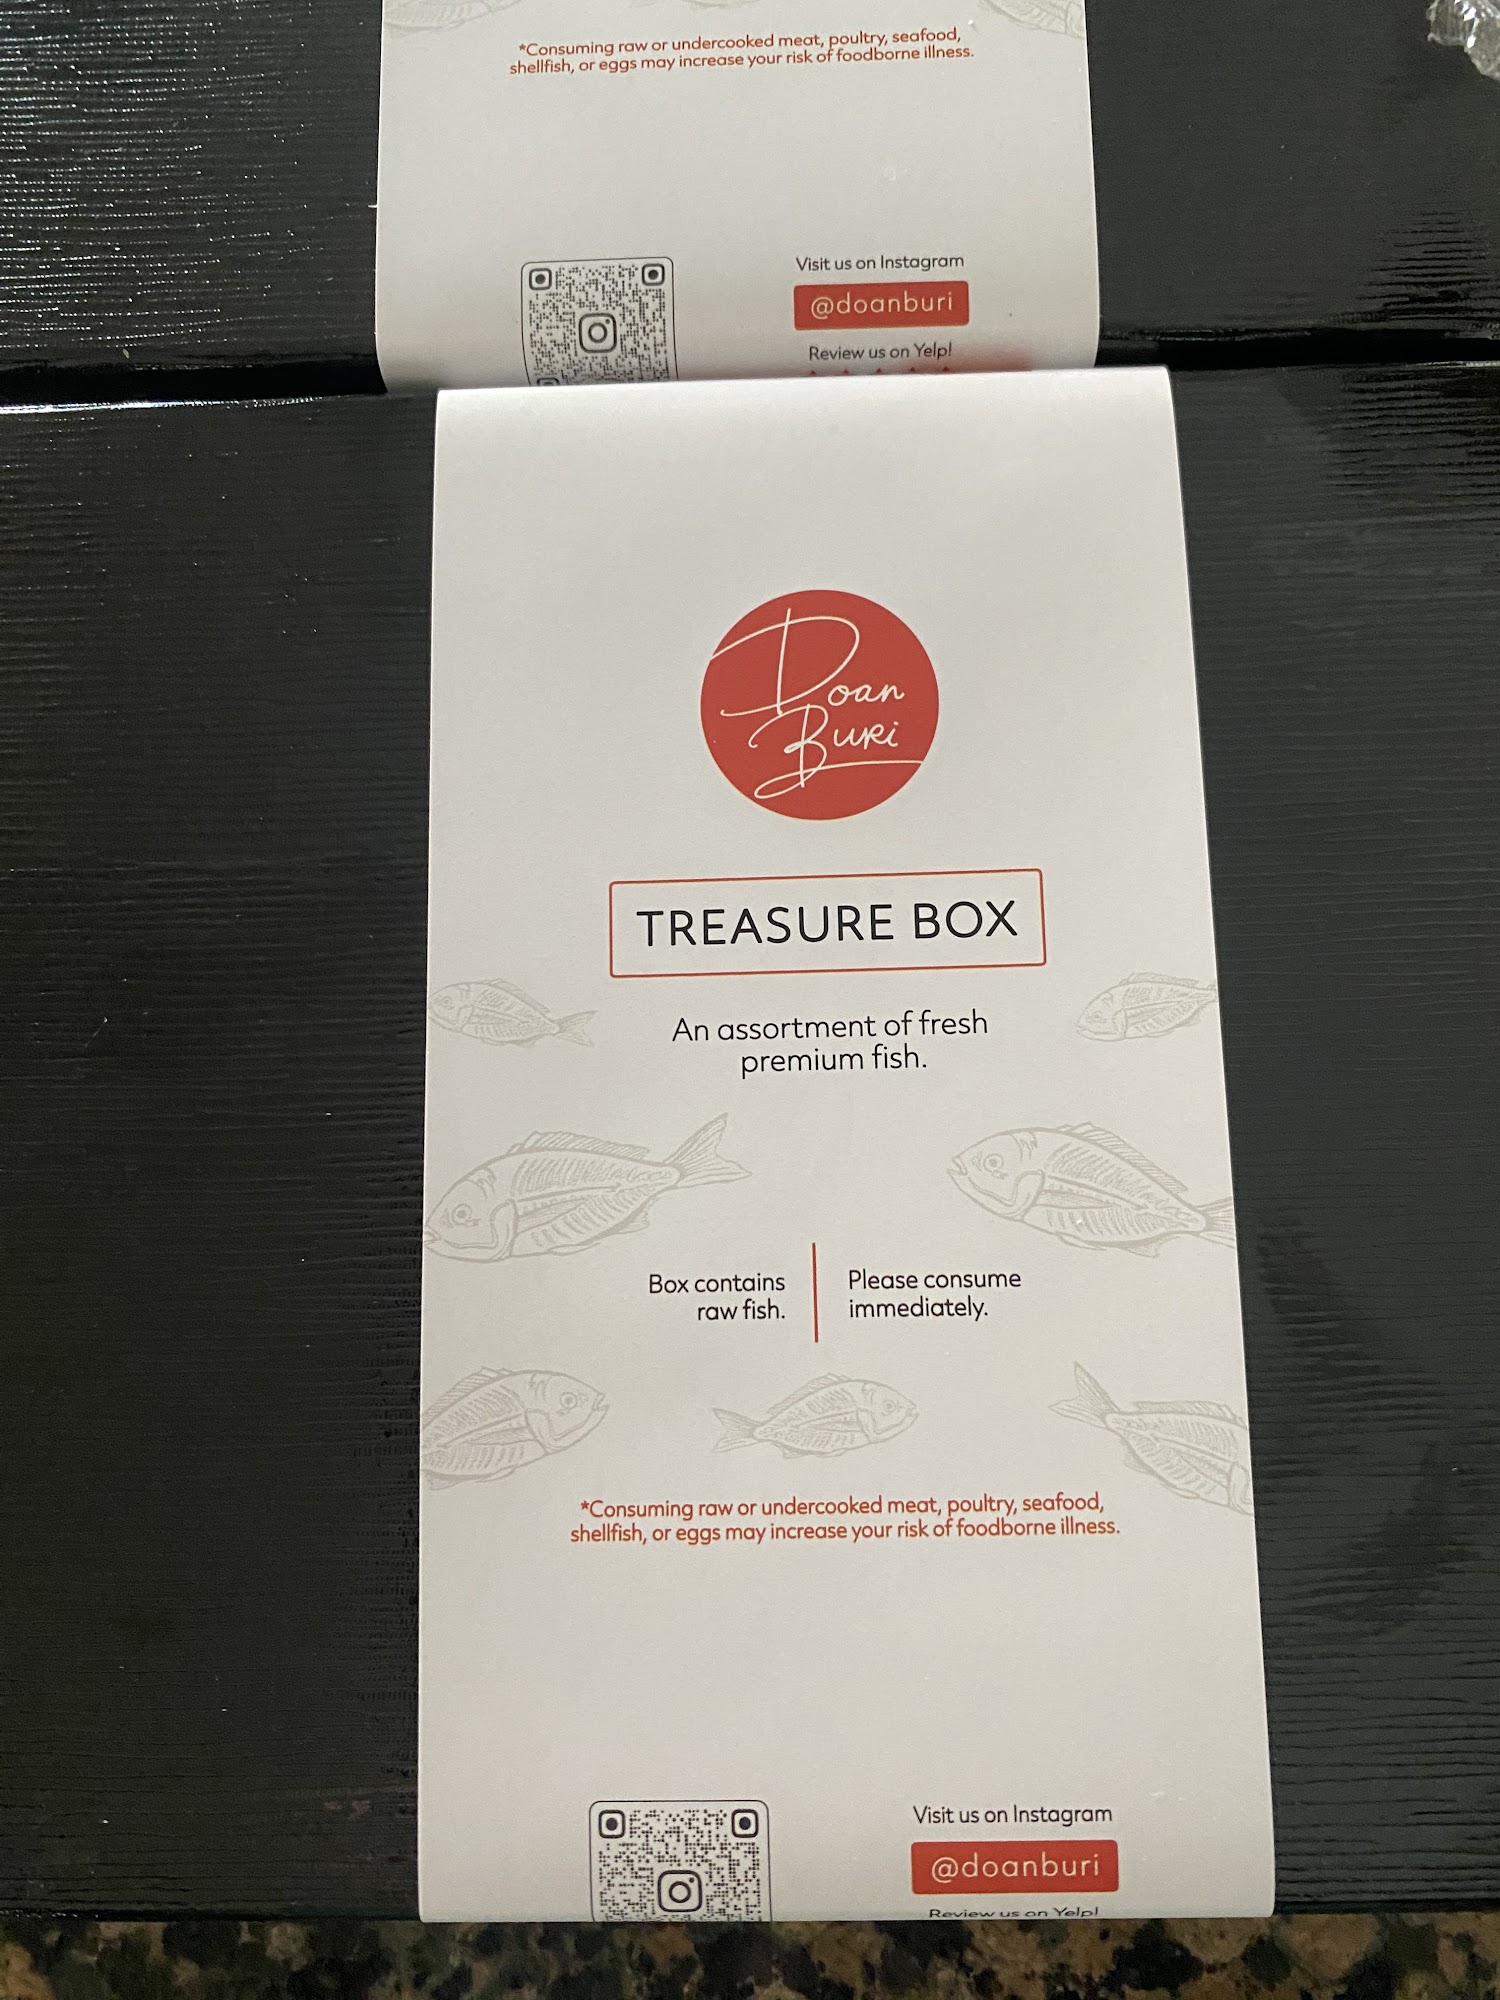 *Consuming raw or undercooked meat, poultry, seafood,
shellfish, or eggs may increase your risk of foodborne illness.
Visit us on Instagram
@doanburi
Review us on Yelp!
Doan
Buri
TREASURE BOX
An assortment of fresh
premium fish.
Box contains
raw fish.
Please consume
immediately.
*Consuming raw or undercooked meat, poultry, seafood,
shellfish, or eggs may increase your risk of foodborne illness.
Visit us on Instagram
@doanburi
Review us on Yelp!